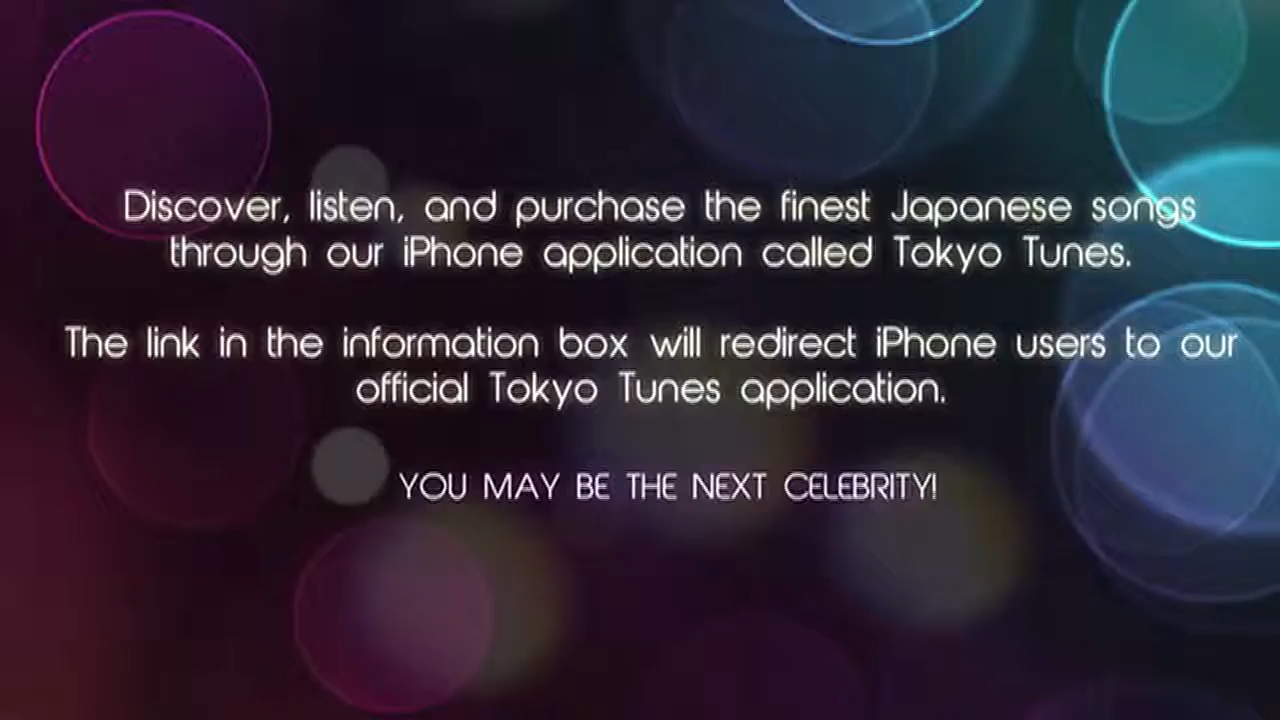 Discover, listen, and purchase the finest Japanese songs
through our iPhone application called Tokyo Tunes.
The link in the information box will redirect iPhone users to our
official Tokyo Tunes application.
YOU MAY BE THE NEXT CELEBRITY!